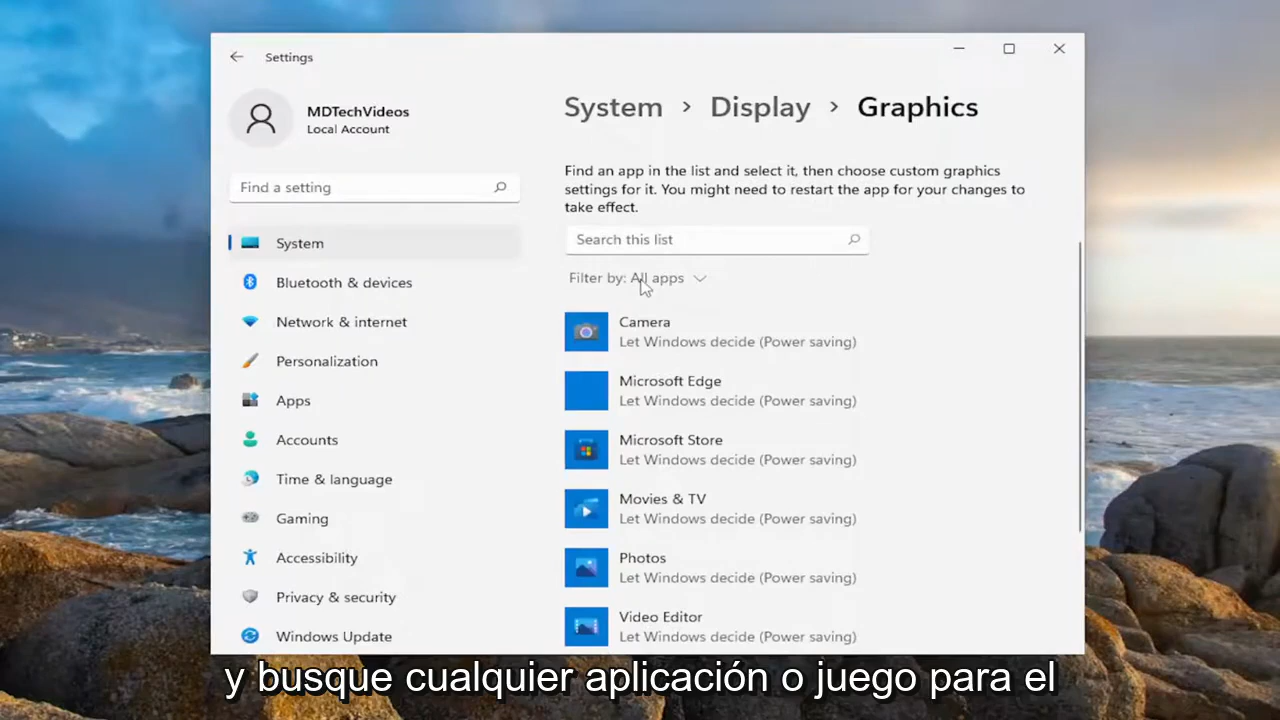 Settings
MDTechVideos
Local Account
Find a setting
System
Bluetooth & devices
Network & internet
Personalization
Apps
Accounts
Time & language
Gaming
Accessibility
Privacy & security
Windows Update
System > Display > Graphics
Find an app in the list and select it, then choose custom graphics
settings for it. You might need to restart the app for your changes to
take effect.
Search this list
Filter by: All apps
Camera
Let Windows decide (Power saving)
Microsoft Edge
Let Windows decide (Power saving)
Microsoft Store
Let Windows decide (Power saving)
Movies & TV
Let Windows decide (Power saving)
Photos
Let Windows decide (Power saving)
Video Editor
Let Windows decide (Power saving)
y busque cualquier aplicación o juego para el